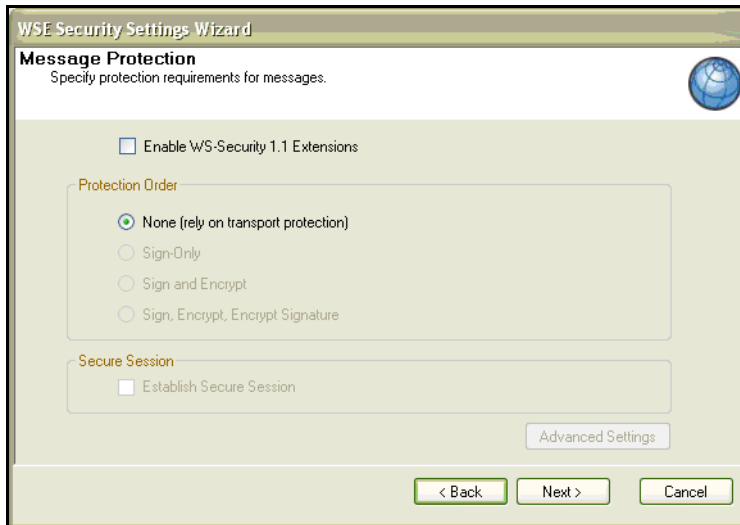 WSE Security Settings Wizard
Message Protection
Specify protection requirements for messages.
Enable WS-Security 1.1 Extensions
Protection Order
None (rely on transport protection)
Sign-Only
Sign and Encrypt
Sign, Encrypt, Encrypt Signature
Secure Session
Establish Secure Session
Advanced Settings
< Back Next > Cancel